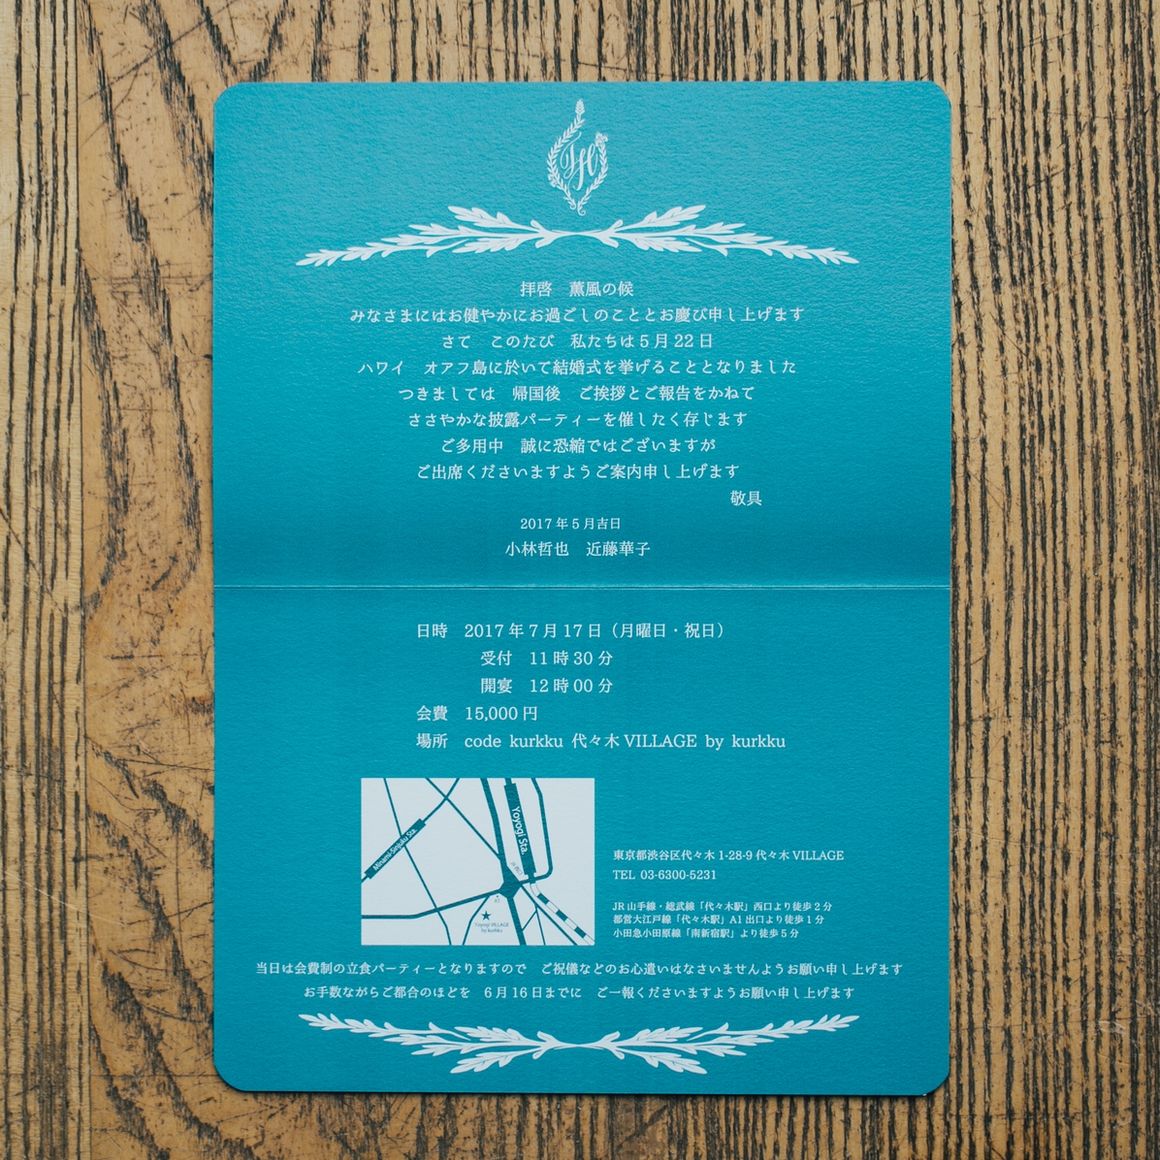 TH
拝啓　薫風の候
みなさまにはお健やかにお過ごしのこととお慶び申し上げます
さて　このたび　私たちは5月22日
ハワイ　オアフ島に於いて結婚式を挙げることとなりました
つきましては　帰国後　ご挨拶とご報告をかねて
ささやかな披露パーティーを催したく存じます
ご多用中　誠に恐縮ではございますが
ご出席くださいますようご案内申し上げます
敬具
2017年5月吉日
小林哲也　近藤華子
日時　2017年7月17日（月曜日・祝日）
受付　11時30分
開宴　12時00分
会費　15,000円
場所　code kurkku 代々木VILLAGE by kurkku
Yoyogi Sta.
Minami-Sinjuku Sta.
A1
Yoyogi VILLAGE
by kurkku
東京都渋谷区代々木1-28-9 代々木VILLAGE
TEL 03-6300-5231
JR山手線・総武線「代々木駅」西口より徒歩2分
都営大江戸線「代々木駅」A1出口より徒歩1分
小田急小田原線「南新宿駅」より徒歩5分
当日は会費制の立食パーティーとなりますので　ご祝儀などのお心遣いはなさいませんようお願い申し上げます
お手数ながらご都合のほどを　6月16日までに　ご一報くださいますようお願い申し上げます